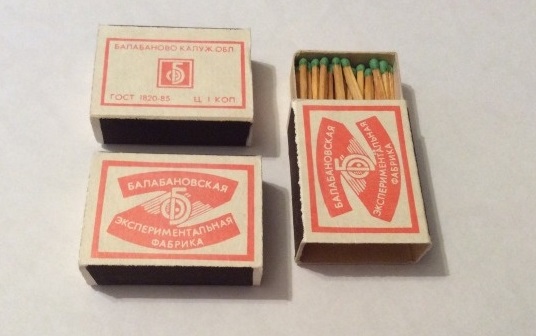 БАЛАБАНОВО КАЛУЖ.ОБЛ.
ГОСТ 1820-85- Ц. 1 КОП.
БАЛАБАНОВСКАЯ
ЭКСПЕРИМЕНТАЛЬНАЯ
ФАБРИКА
БАЛАБАНОВСКАЯ
ЭКСПЕРИМЕНТАЛЬНАЯ
ФАБРИКА